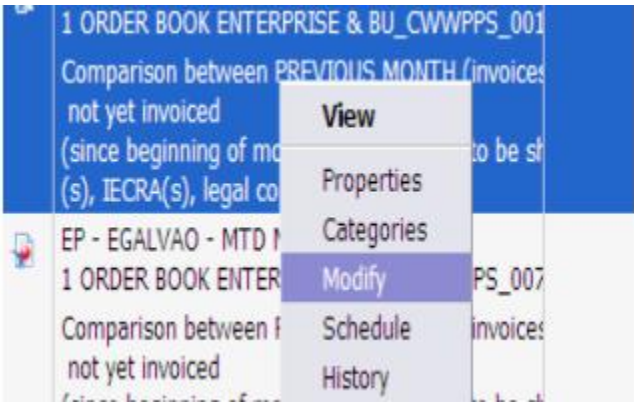 1 ORDER BOOK ENTERPRISE & BU_CWWPPS_001
Comparison between PREVIOUS MONTH (invoices
not yet invoiced
(since beginning of mo to be sh
(s), IECRA(s), legal co
View
Properties
Categories
Modify
Schedule
History
EP - EGALVAO - MTD
1 ORDER BOOK ENTER PS_007
Comparison between invoices
not yet invoiced